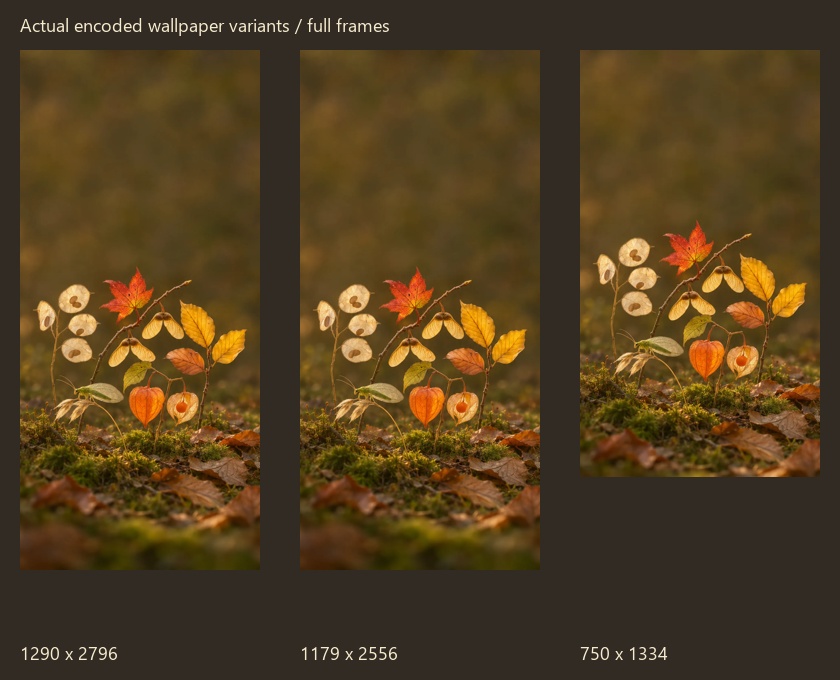 Actual encoded wallpaper variants / full frames
1290 x 2796
1179 x 2556
750 x 1334